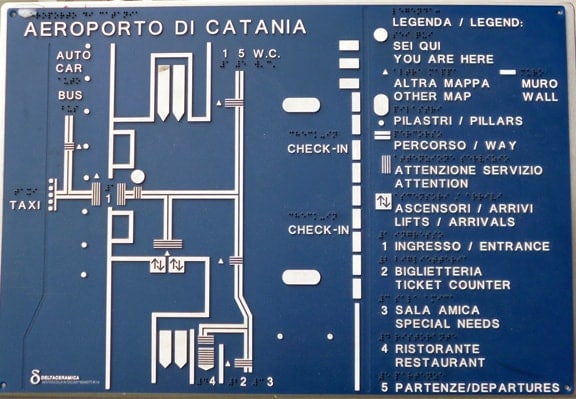 AEROPORTO DI CATANIA
AUTO
CAR
BUS
TAXI
1
1 5 W.C.
CHECK-IN
CHECK-IN
4 2 3
DELTACERAMICA
LEGENDA / LEGEND:
SEI QUI
YOU ARE HERE
ALTRA MAPPA MURO
OTHER MAP WALL
PILASTRI / PILLARS
PERCORSO / WAY
ATTENZIONE SERVIZIO
ATTENTION
ASCENSORI / ARRIVI
LIFTS / ARRIVALS
1 INGRESSO / ENTRANCE
2 BIGLIETTERIA
TICKET COUNTER
3 SALA AMICA
SPECIAL NEEDS
4 RISTORANTE
RESTAURANT
5 PARTENZE/DEPARTURES